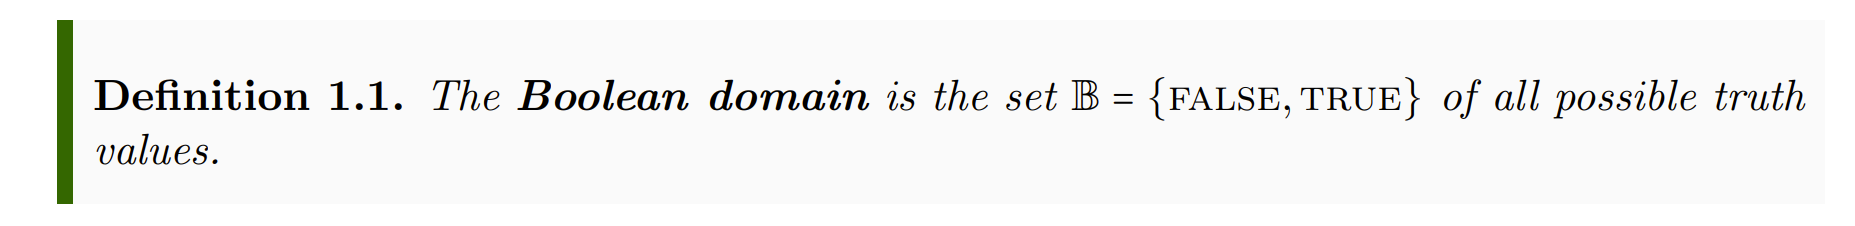 Definition 1.1. The Boolean domain is the set 𝔹 = {FALSE, TRUE} of all possible truth
values.